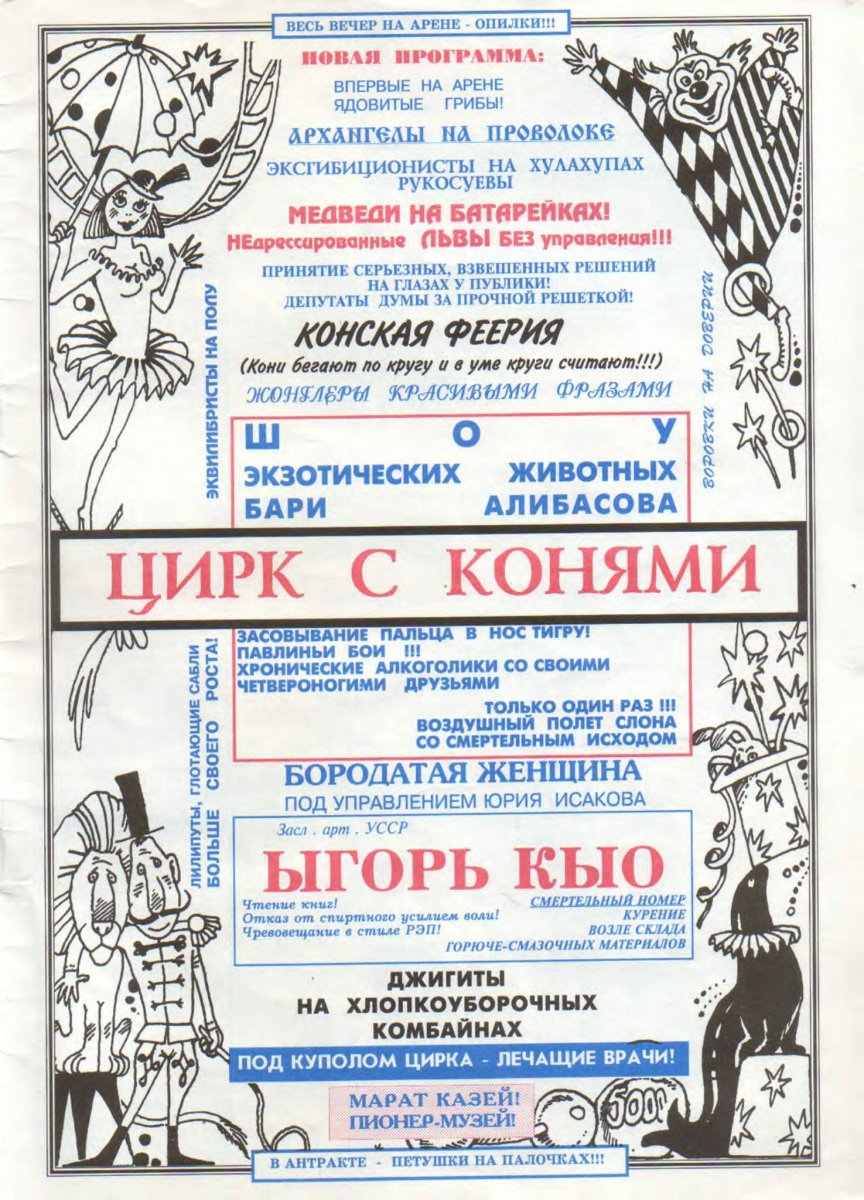 ВЕСЬ ВЕЧЕР НА АРЕНЕ - ОПИЛКИ!!!
НОВАЯ ПРОГРАММА:
ВПЕРВЫЕ НА АРЕНЕ
ЯДОВИТЫЕ ГРИБЫ!
АРХАНГЕЛЫ НА ПРОВОЛОКЕ
ЭКСГИБИЦИОНИСТЫ НА ХУЛАХУПАХ
РУКОСУЕВЫ
МЕДВЕДИ НА БАТАРЕЙКАХ!
НЕдрессированные ЛЬВЫ БЕЗ управления!!!
ПРИНЯТИЕ СЕРЬЕЗНЫХ, ВЗВЕШЕННЫХ РЕШЕНИЙ
НА ГЛАЗАХ У ПУБЛИКИ!
ДЕПУТАТЫ ДУМЫ ЗА ПРОЧНОЙ РЕШЕТКОЙ!
КОНСКАЯ ФЕЕРИЯ
(Кони бегают по кругу и в уме круги считают!!!)
ЖОНГЛЕРЫ КРАСИВЫМИ ФРАЗАМИ
ЭКВИЛИБРИСТЫ НА ПОЛУ
ВОРОВКИ НА ДОВЕРИИ
ШОУ
ЭКЗОТИЧЕСКИХ ЖИВОТНЫХ
БАРИ АЛИБАСОВА
ЦИРК С КОНЯМИ
ЗАСОВЫВАНИЕ ПАЛЬЦА В НОС ТИГРУ!
ПАВЛИНЬИ БОИ !!!
ХРОНИЧЕСКИЕ АЛКОГОЛИКИ СО СВОИМИ
ЧЕТВЕРОНОГИМИ ДРУЗЬЯМИ
ТОЛЬКО ОДИН РАЗ !!!
ВОЗДУШНЫЙ ПОЛЕТ СЛОНА
СО СМЕРТЕЛЬНЫМ ИСХОДОМ
ЛИЛИПУТЫ, ГЛОТАЮЩИЕ САБЛИ
БОЛЬШЕ СВОЕГО РОСТА!
БОРОДАТАЯ ЖЕНЩИНА
ПОД УПРАВЛЕНИЕМ ЮРИЯ ИСАКОВА
Засл . арт . УССР
ЫГОРЬ КЫО
Чтение книг!
Отказ от спиртного усилием воли!
Чревовещание в стиле РЭП!
СМЕРТЕЛЬНЫЙ НОМЕР
КУРЕНИЕ
ВОЗЛЕ СКЛАДА
ГОРЮЧЕ-СМАЗОЧНЫХ МАТЕРИАЛОВ
ДЖИГИТЫ
НА ХЛОПКОУБОРОЧНЫХ
КОМБАЙНАХ
ПОД КУПОЛОМ ЦИРКА - ЛЕЧАЩИЕ ВРАЧИ!
МАРАТ КАЗЕЙ!
ПИОНЕР-МУЗЕЙ!
В АНТРАКТЕ - ПЕТУШКИ НА ПАЛОЧКАХ!!!